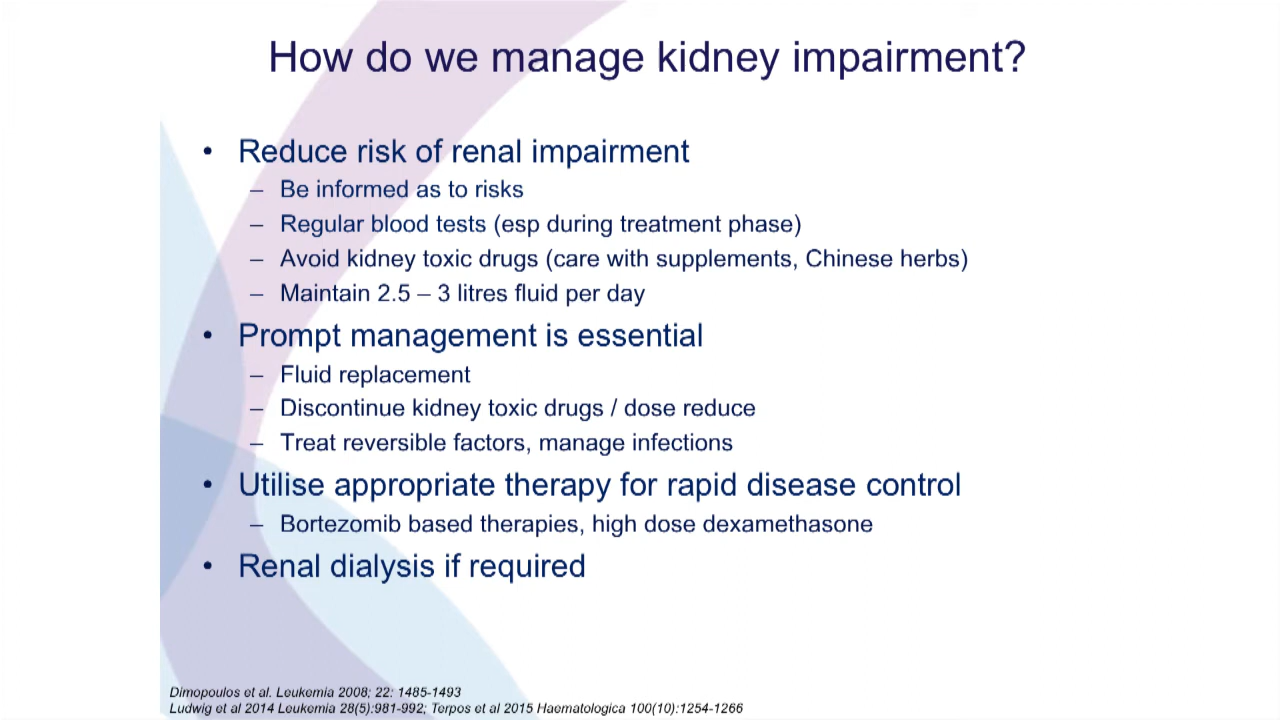 How do we manage kidney impairment?
• Reduce risk of renal impairment
– Be informed as to risks
– Regular blood tests (esp during treatment phase)
– Avoid kidney toxic drugs (care with supplements, Chinese herbs)
– Maintain 2.5 – 3 litres fluid per day
• Prompt management is essential
– Fluid replacement
– Discontinue kidney toxic drugs / dose reduce
– Treat reversible factors, manage infections
• Utilise appropriate therapy for rapid disease control
– Bortezomib based therapies, high dose dexamethasone
• Renal dialysis if required
Dimopoulos et al. Leukemia 2008; 22: 1485-1493
Ludwig et al 2014 Leukemia 28(5):981-992; Terpos et al 2015 Haematologica 100(10):1254-1266